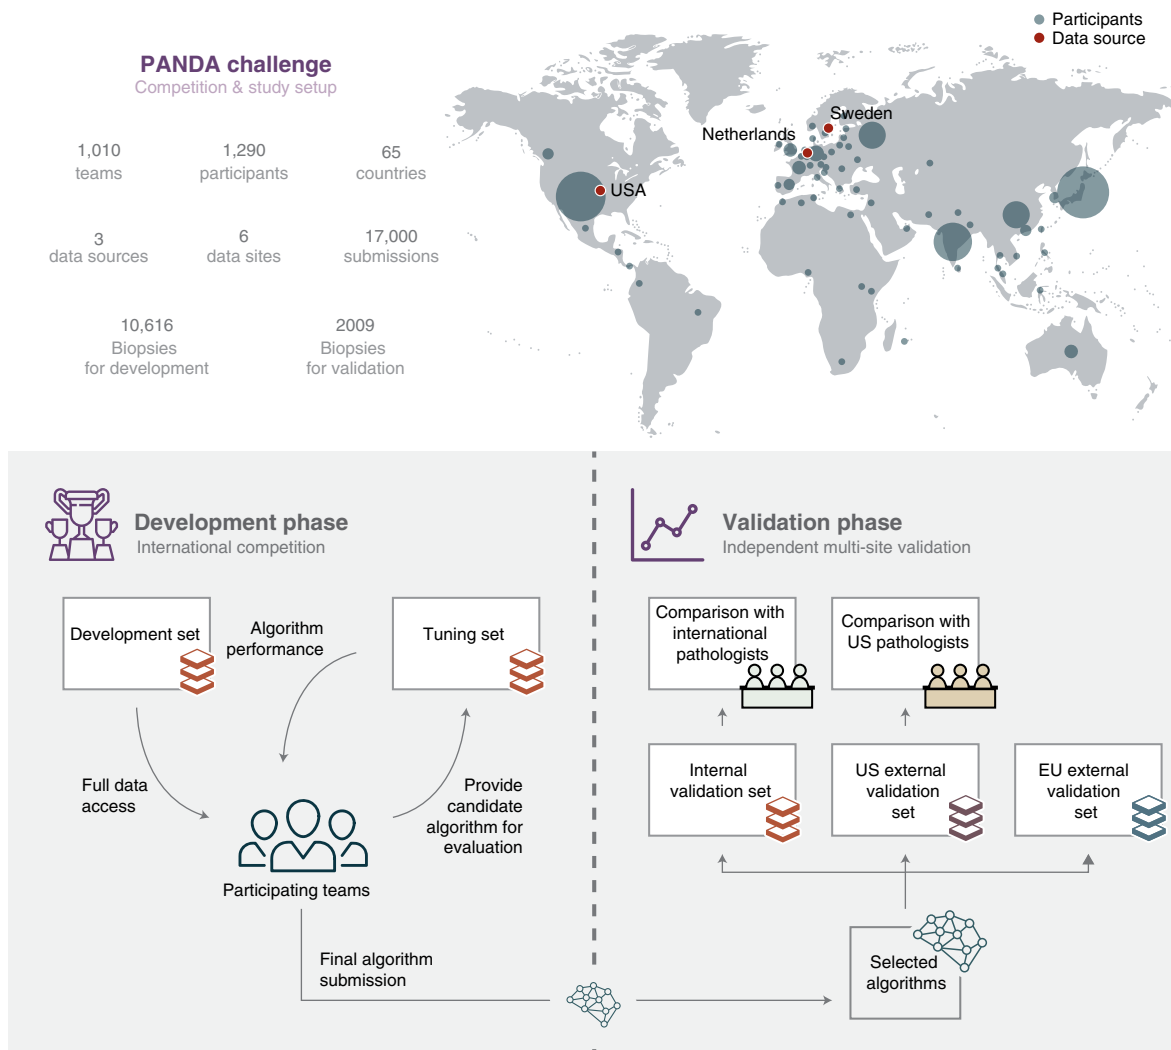 PANDA challenge
Competition & study setup
1,010
teams
1,290
participants
65
countries
3
data sources
6
data sites
17,000
submissions
10,616
Biopsies
for development
2009
Biopsies
for validation
Participants
Data source
Sweden
Netherlands
USA
Development phase
International competition
Development set
Algorithm
performance
Tuning set
Full data
access
Provide
candidate
algorithm for
evaluation
Participating teams
Final algorithm
submission
Validation phase
Independent multi-site validation
Comparison with
international
pathologists
Comparison with
US pathologists
Internal
validation set
US external
validation
set
EU external
validation
set
Selected
algorithms